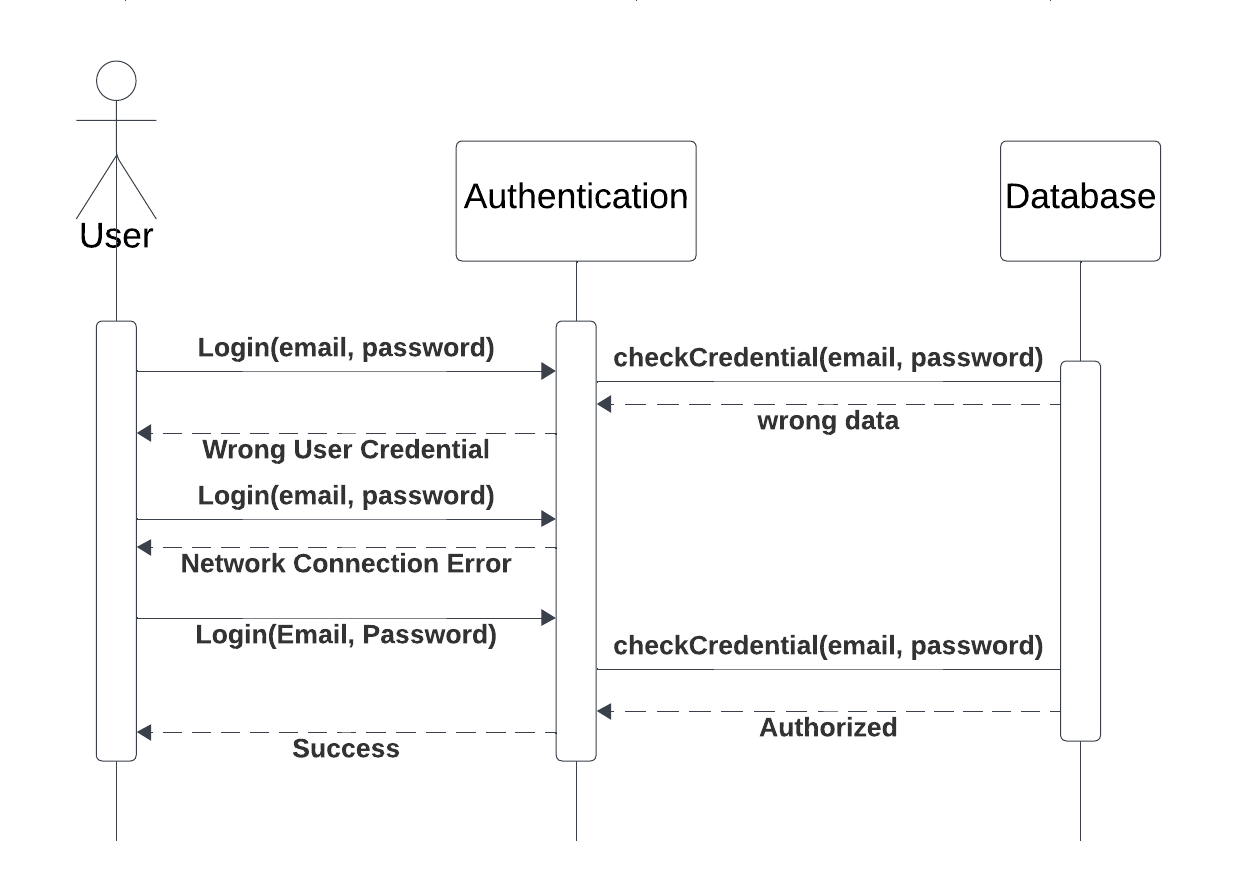 User
Authentication
Database
Login(email, password)
checkCredential(email, password)
wrong data
Wrong User Credential
Login(email, password)
Network Connection Error
Login(Email, Password)
checkCredential(email, password)
Authorized
Success